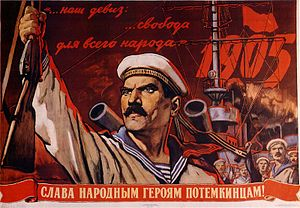 "...наш девиз –
...свобода
для всего народа..."
1905
СЛАВА НАРОДНЫМ ГЕРОЯМ ПОТЕМКИНЦАМ!